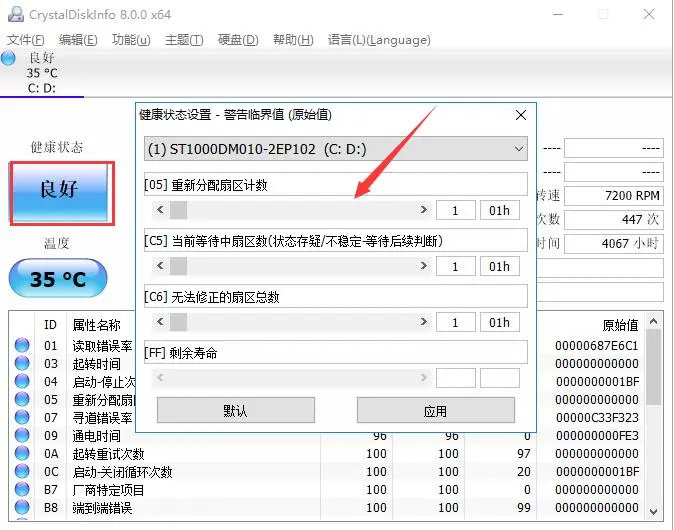 CrystalDiskInfo 8.0.0 x64
文件(F) 编辑(E) 功能(u) 主题(T) 硬盘(D) 帮助(H) 语言(L)(Language)
良好
35 °C
C: D:
健康状态设置 - 警告临界值 (原始值)
健康状态
良好
温度
35 °C
(1) ST1000DM010-2EP102 (C: D:)
[05] 重新分配扇区计数
1 01h
[C5] 当前等待中扇区数(状态存疑/不稳定-等待后续判断)
1 01h
[C6] 无法修正的扇区总数
1 01h
[FF] 剩余寿命
默认 应用
---- ----
---- ----
转速 7200 RPM
次数 447 次
时间 4067 小时
ID 属性名称 原始值
01 读取错误率 00000687E6C1
03 起转时间 000000000000
04 启动-停止次 0000000001BF
05 重新分配扇 000000000000
07 寻道错误率 00000C33F323
09 通电时间 96 96 0 000000000FE3
0A 起转重试次数 100 100 97 000000000000
0C 启动-关闭循环次数 100 100 20 0000000001BF
B7 厂商特定项目 100 100 0 000000000000
B8 端到端错误 100 100 99 000000000000